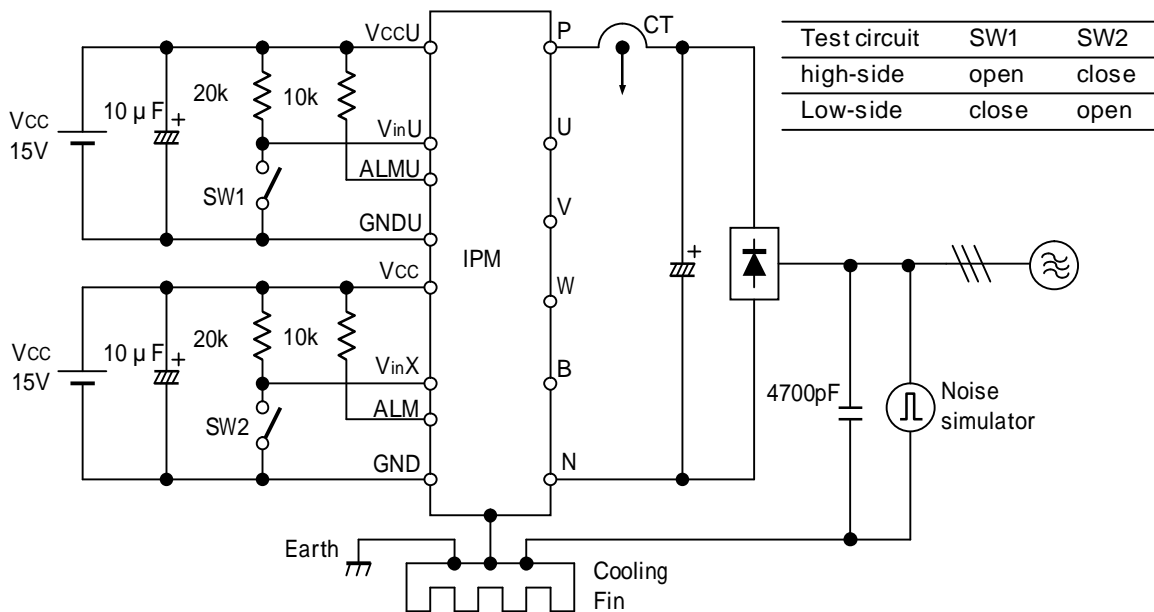 VCCU
P
CT
Test circuit SW1 SW2
high-side open close
Low-side close open
10 µF
+
20k
10k
VCC
15V
VinU
ALMU
SW1
GNDU
U
V
IPM
+
VCC
W
10 µF
+
20k
10k
VCC
15V
VinX
ALM
SW2
GND
B
N
4700pF
Noise
simulator
Earth
Cooling
Fin